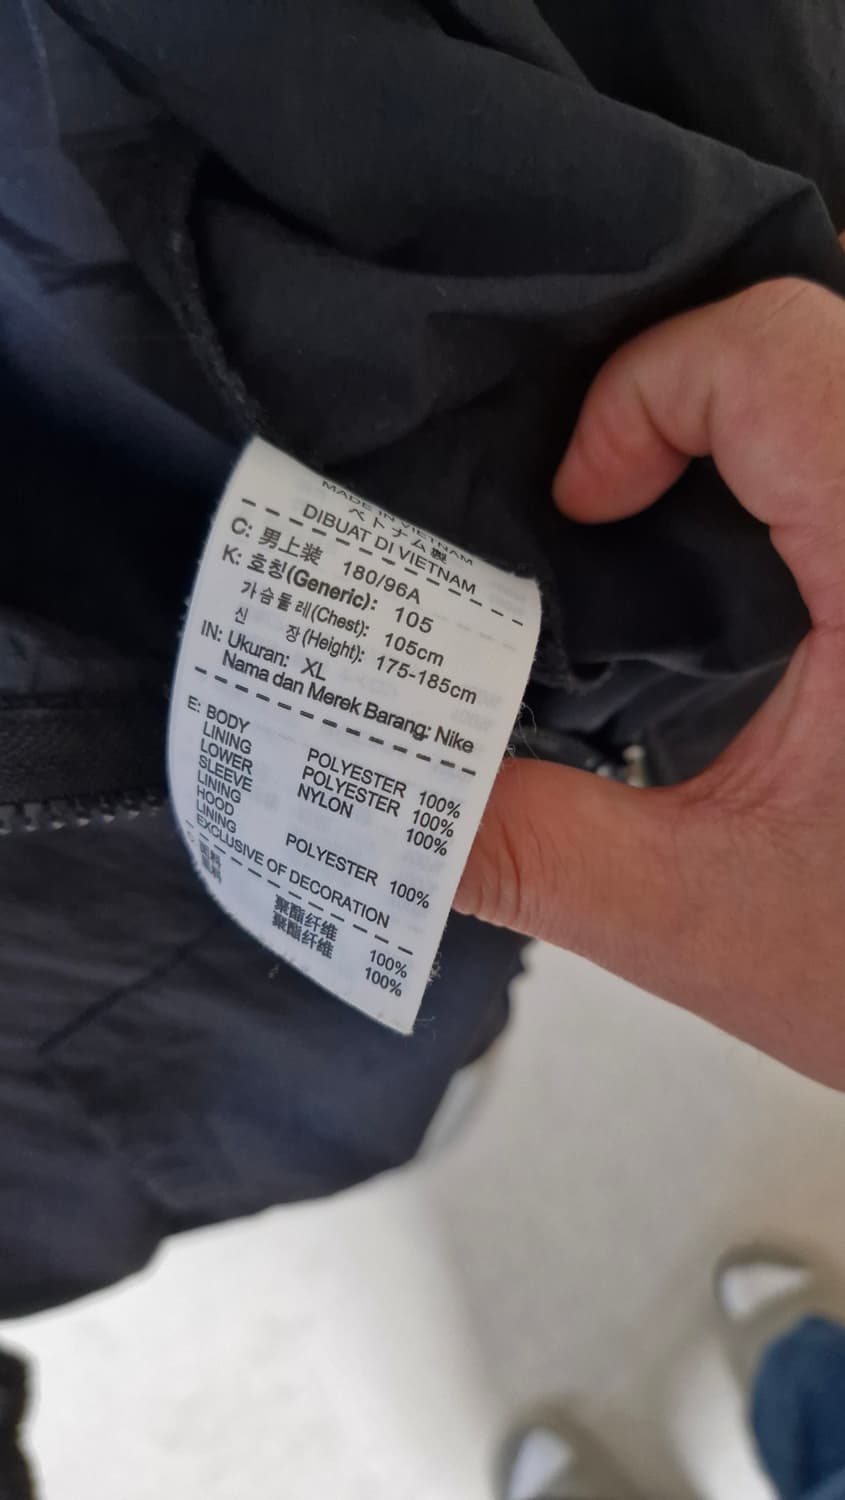 MADE IN VIETNAM
ベトナム製
DIBUAT DI VIETNAM
C: 男上装 180/96A
K: 호칭(Generic): 105
가슴둘레(Chest): 105cm
신 장(Height): 175-185cm
IN: Ukuran: XL
Nama dan Merek Barang: Nike
E: BODY POLYESTER 100%
LINING POLYESTER 100%
LOWER NYLON 100%
SLEEVE
LINING
HOOD POLYESTER 100%
LINING
EXCLUSIVE OF DECORATION
聚酯纤维 100%
聚酯纤维 100%